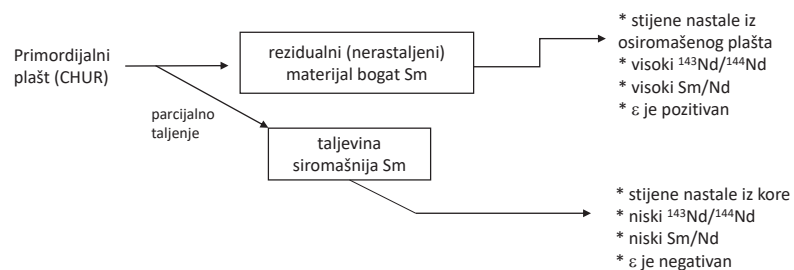 Primordijalni
plašt (CHUR)
rezidualni (nerastaljeni)
materijal bogat Sm
* stijene nastale iz
osiromašenog plašta
* visoki ¹⁴³Nd/¹⁴⁴Nd
* visoki Sm/Nd
* ε je pozitivan
parcijalno
taljenje
taljevina
siromašnija Sm
* stijene nastale iz kore
* niski ¹⁴³Nd/¹⁴⁴Nd
* niski Sm/Nd
* ε je negativan